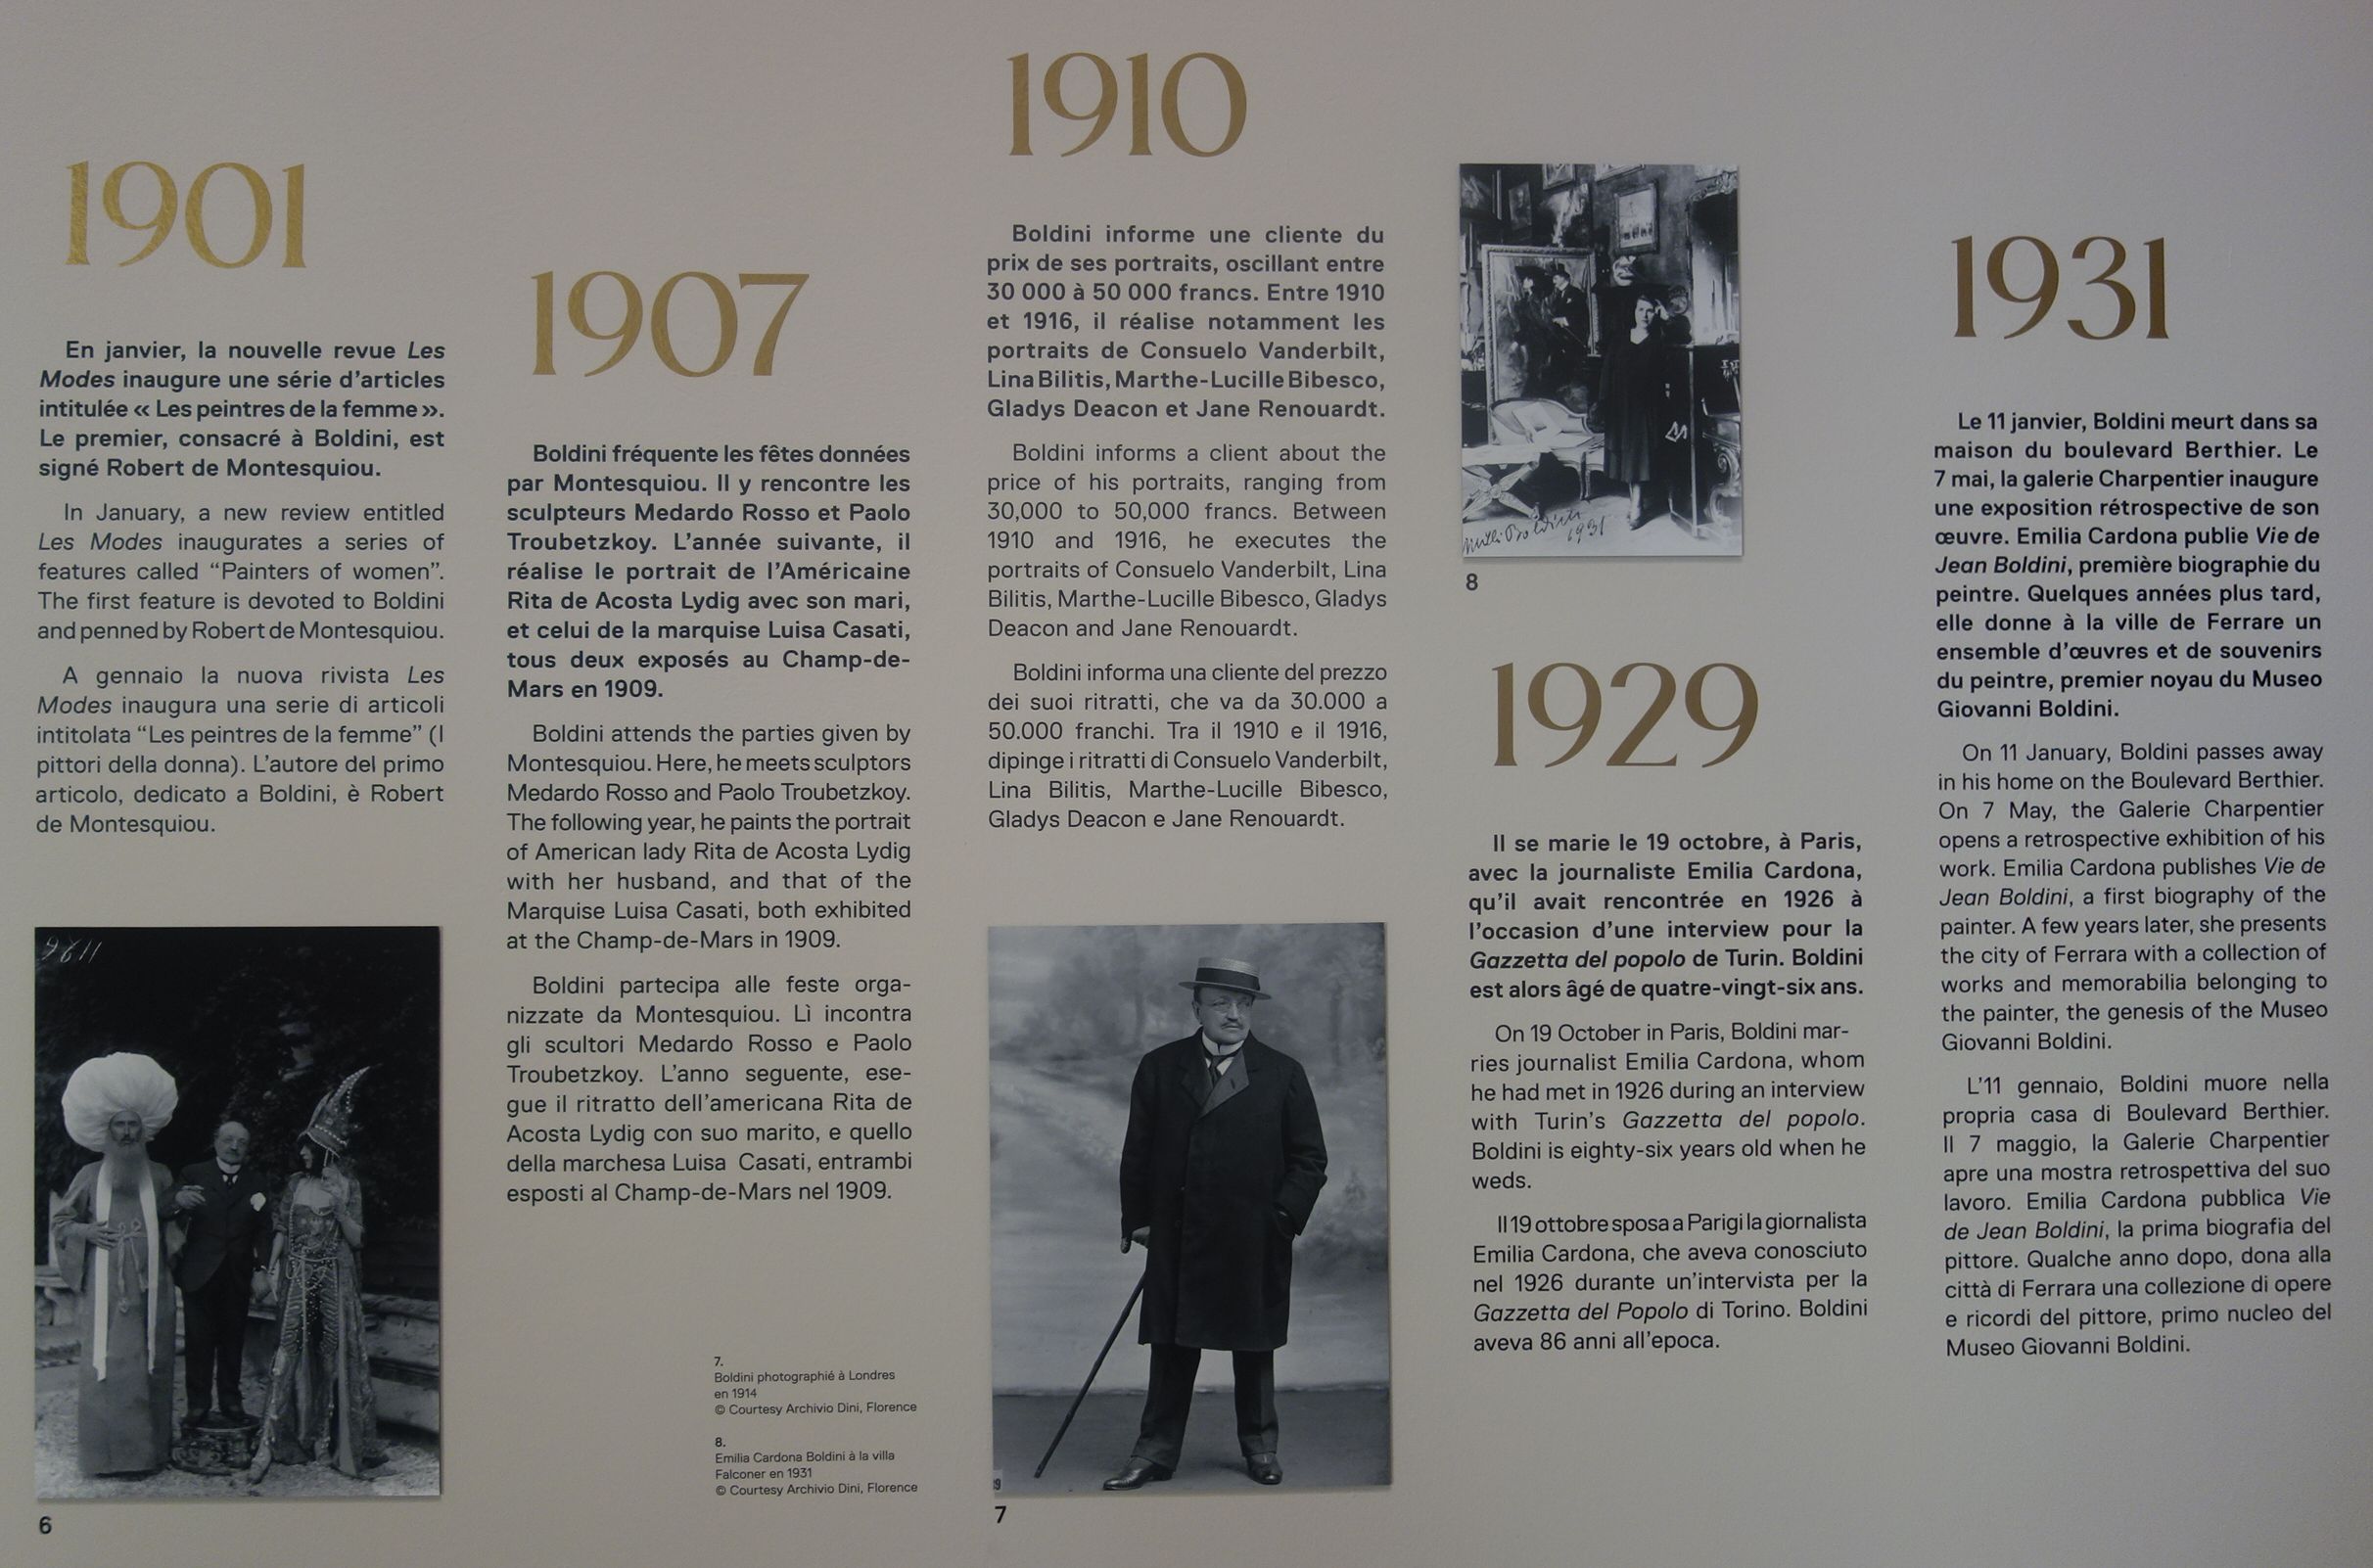 1901
En janvier, la nouvelle revue Les
Modes inaugure une série d'articles
intitulée « Les peintres de la femme ».
Le premier, consacré à Boldini, est
signé Robert de Montesquiou.
In January, a new review entitled
Les Modes inaugurates a series of
features called “Painters of women”.
The first feature is devoted to Boldini
and penned by Robert de Montesquiou.
A gennaio la nuova rivista Les
Modes inaugura una serie di articoli
intitolata “Les peintres de la femme” (I
pittori della donna). L'autore del primo
articolo, dedicato a Boldini, è Robert
de Montesquiou.
9811
6
1907
Boldini fréquente les fêtes données
par Montesquiou. Il y rencontre les
sculpteurs Medardo Rosso et Paolo
Troubetzkoy. L'année suivante, il
réalise le portrait de l'Américaine
Rita de Acosta Lydig avec son mari,
et celui de la marquise Luisa Casati,
tous deux exposés au Champ-de-
Mars en 1909.
Boldini attends the parties given by
Montesquiou. Here, he meets sculptors
Medardo Rosso and Paolo Troubetzkoy.
The following year, he paints the portrait
of American lady Rita de Acosta Lydig
with her husband, and that of the
Marquise Luisa Casati, both exhibited
at the Champ-de-Mars in 1909.
Boldini partecipa alle feste orga-
nizzate da Montesquiou. Lì incontra
gli scultori Medardo Rosso e Paolo
Troubetzkoy. L'anno seguente, ese-
gue il ritratto dell'americana Rita de
Acosta Lydig con suo marito, e quello
della marchesa Luisa Casati, entrambi
esposti al Champ-de-Mars nel 1909.
7.
Boldini photographié à Londres
en 1914
© Courtesy Archivio Dini, Florence
8.
Emilia Cardona Boldini à la villa
Falconer en 1931
© Courtesy Archivio Dini, Florence
1910
Boldini informe une cliente du
prix de ses portraits, oscillant entre
30 000 à 50 000 francs. Entre 1910
et 1916, il réalise notamment les
portraits de Consuelo Vanderbilt,
Lina Bilitis, Marthe-Lucille Bibesco,
Gladys Deacon et Jane Renouardt.
Boldini informs a client about the
price of his portraits, ranging from
30,000 to 50,000 francs. Between
1910 and 1916, he executes the
portraits of Consuelo Vanderbilt, Lina
Bilitis, Marthe-Lucille Bibesco, Gladys
Deacon and Jane Renouardt.
Boldini informa una cliente del prezzo
dei suoi ritratti, che va da 30.000 a
50.000 franchi. Tra il 1910 e il 1916,
dipinge i ritratti di Consuelo Vanderbilt,
Lina Bilitis, Marthe-Lucille Bibesco,
Gladys Deacon e Jane Renouardt.
7
Boldini
1931
8
1929
Il se marie le 19 octobre, à Paris,
avec la journaliste Emilia Cardona,
qu'il avait rencontrée en 1926 à
l'occasion d'une interview pour la
Gazzetta del popolo de Turin. Boldini
est alors âgé de quatre-vingt-six ans.
On 19 October in Paris, Boldini mar-
ries journalist Emilia Cardona, whom
he had met in 1926 during an interview
with Turin's Gazzetta del popolo.
Boldini is eighty-six years old when he
weds.
Il 19 ottobre sposa a Parigi la giornalista
Emilia Cardona, che aveva conosciuto
nel 1926 durante un'intervista per la
Gazzetta del Popolo di Torino. Boldini
aveva 86 anni all'epoca.
1931
Le 11 janvier, Boldini meurt dans sa
maison du boulevard Berthier. Le
7 mai, la galerie Charpentier inaugure
une exposition rétrospective de son
œuvre. Emilia Cardona publie Vie de
Jean Boldini, première biographie du
peintre. Quelques années plus tard,
elle donne à la ville de Ferrare un
ensemble d'œuvres et de souvenirs
du peintre, premier noyau du Museo
Giovanni Boldini.
On 11 January, Boldini passes away
in his home on the Boulevard Berthier.
On 7 May, the Galerie Charpentier
opens a retrospective exhibition of his
work. Emilia Cardona publishes Vie de
Jean Boldini, a first biography of the
painter. A few years later, she presents
the city of Ferrara with a collection of
works and memorabilia belonging to
the painter, the genesis of the Museo
Giovanni Boldini.
L'11 gennaio, Boldini muore nella
propria casa di Boulevard Berthier.
Il 7 maggio, la Galerie Charpentier
apre una mostra retrospettiva del suo
lavoro. Emilia Cardona pubblica Vie
de Jean Boldini, la prima biografia del
pittore. Qualche anno dopo, dona alla
città di Ferrara una collezione di opere
e ricordi del pittore, primo nucleo del
Museo Giovanni Boldini.